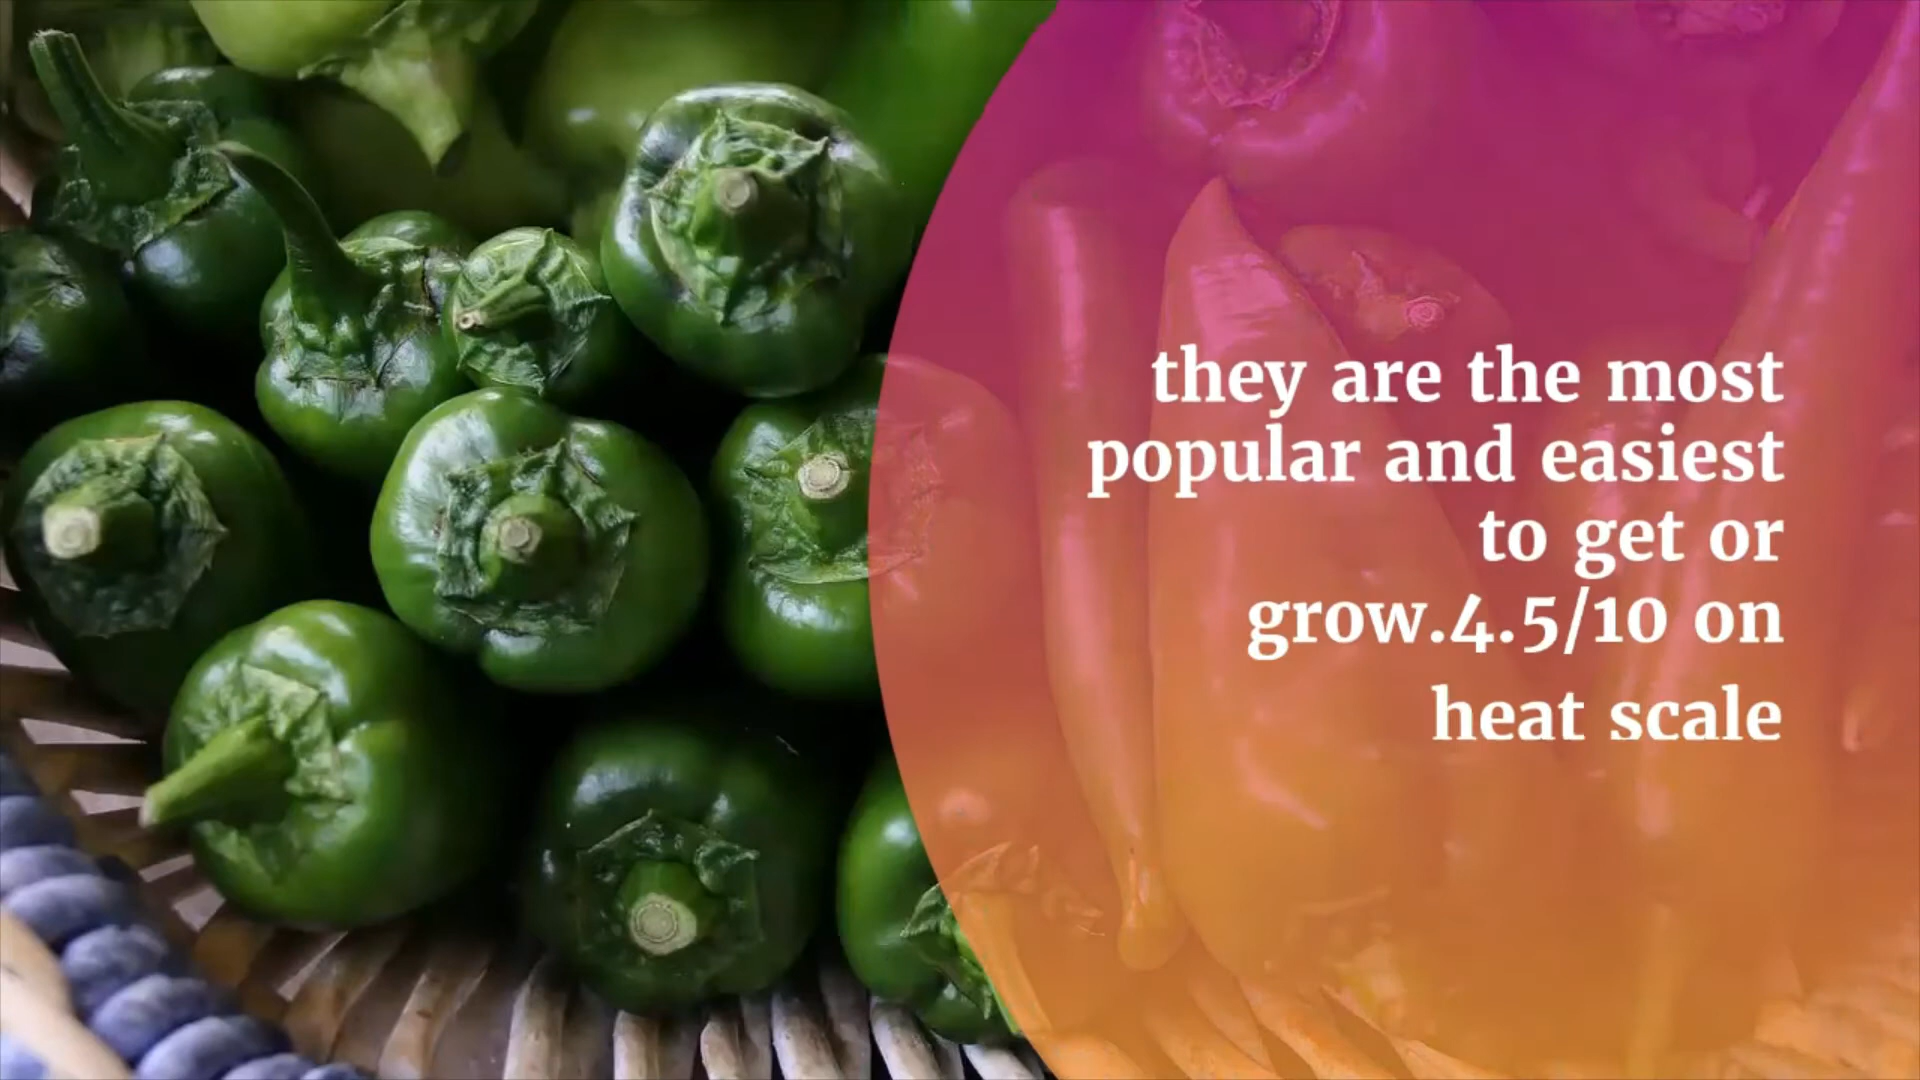 they are the most
popular and easiest
to get or
grow.4.5/10 on
heat scale